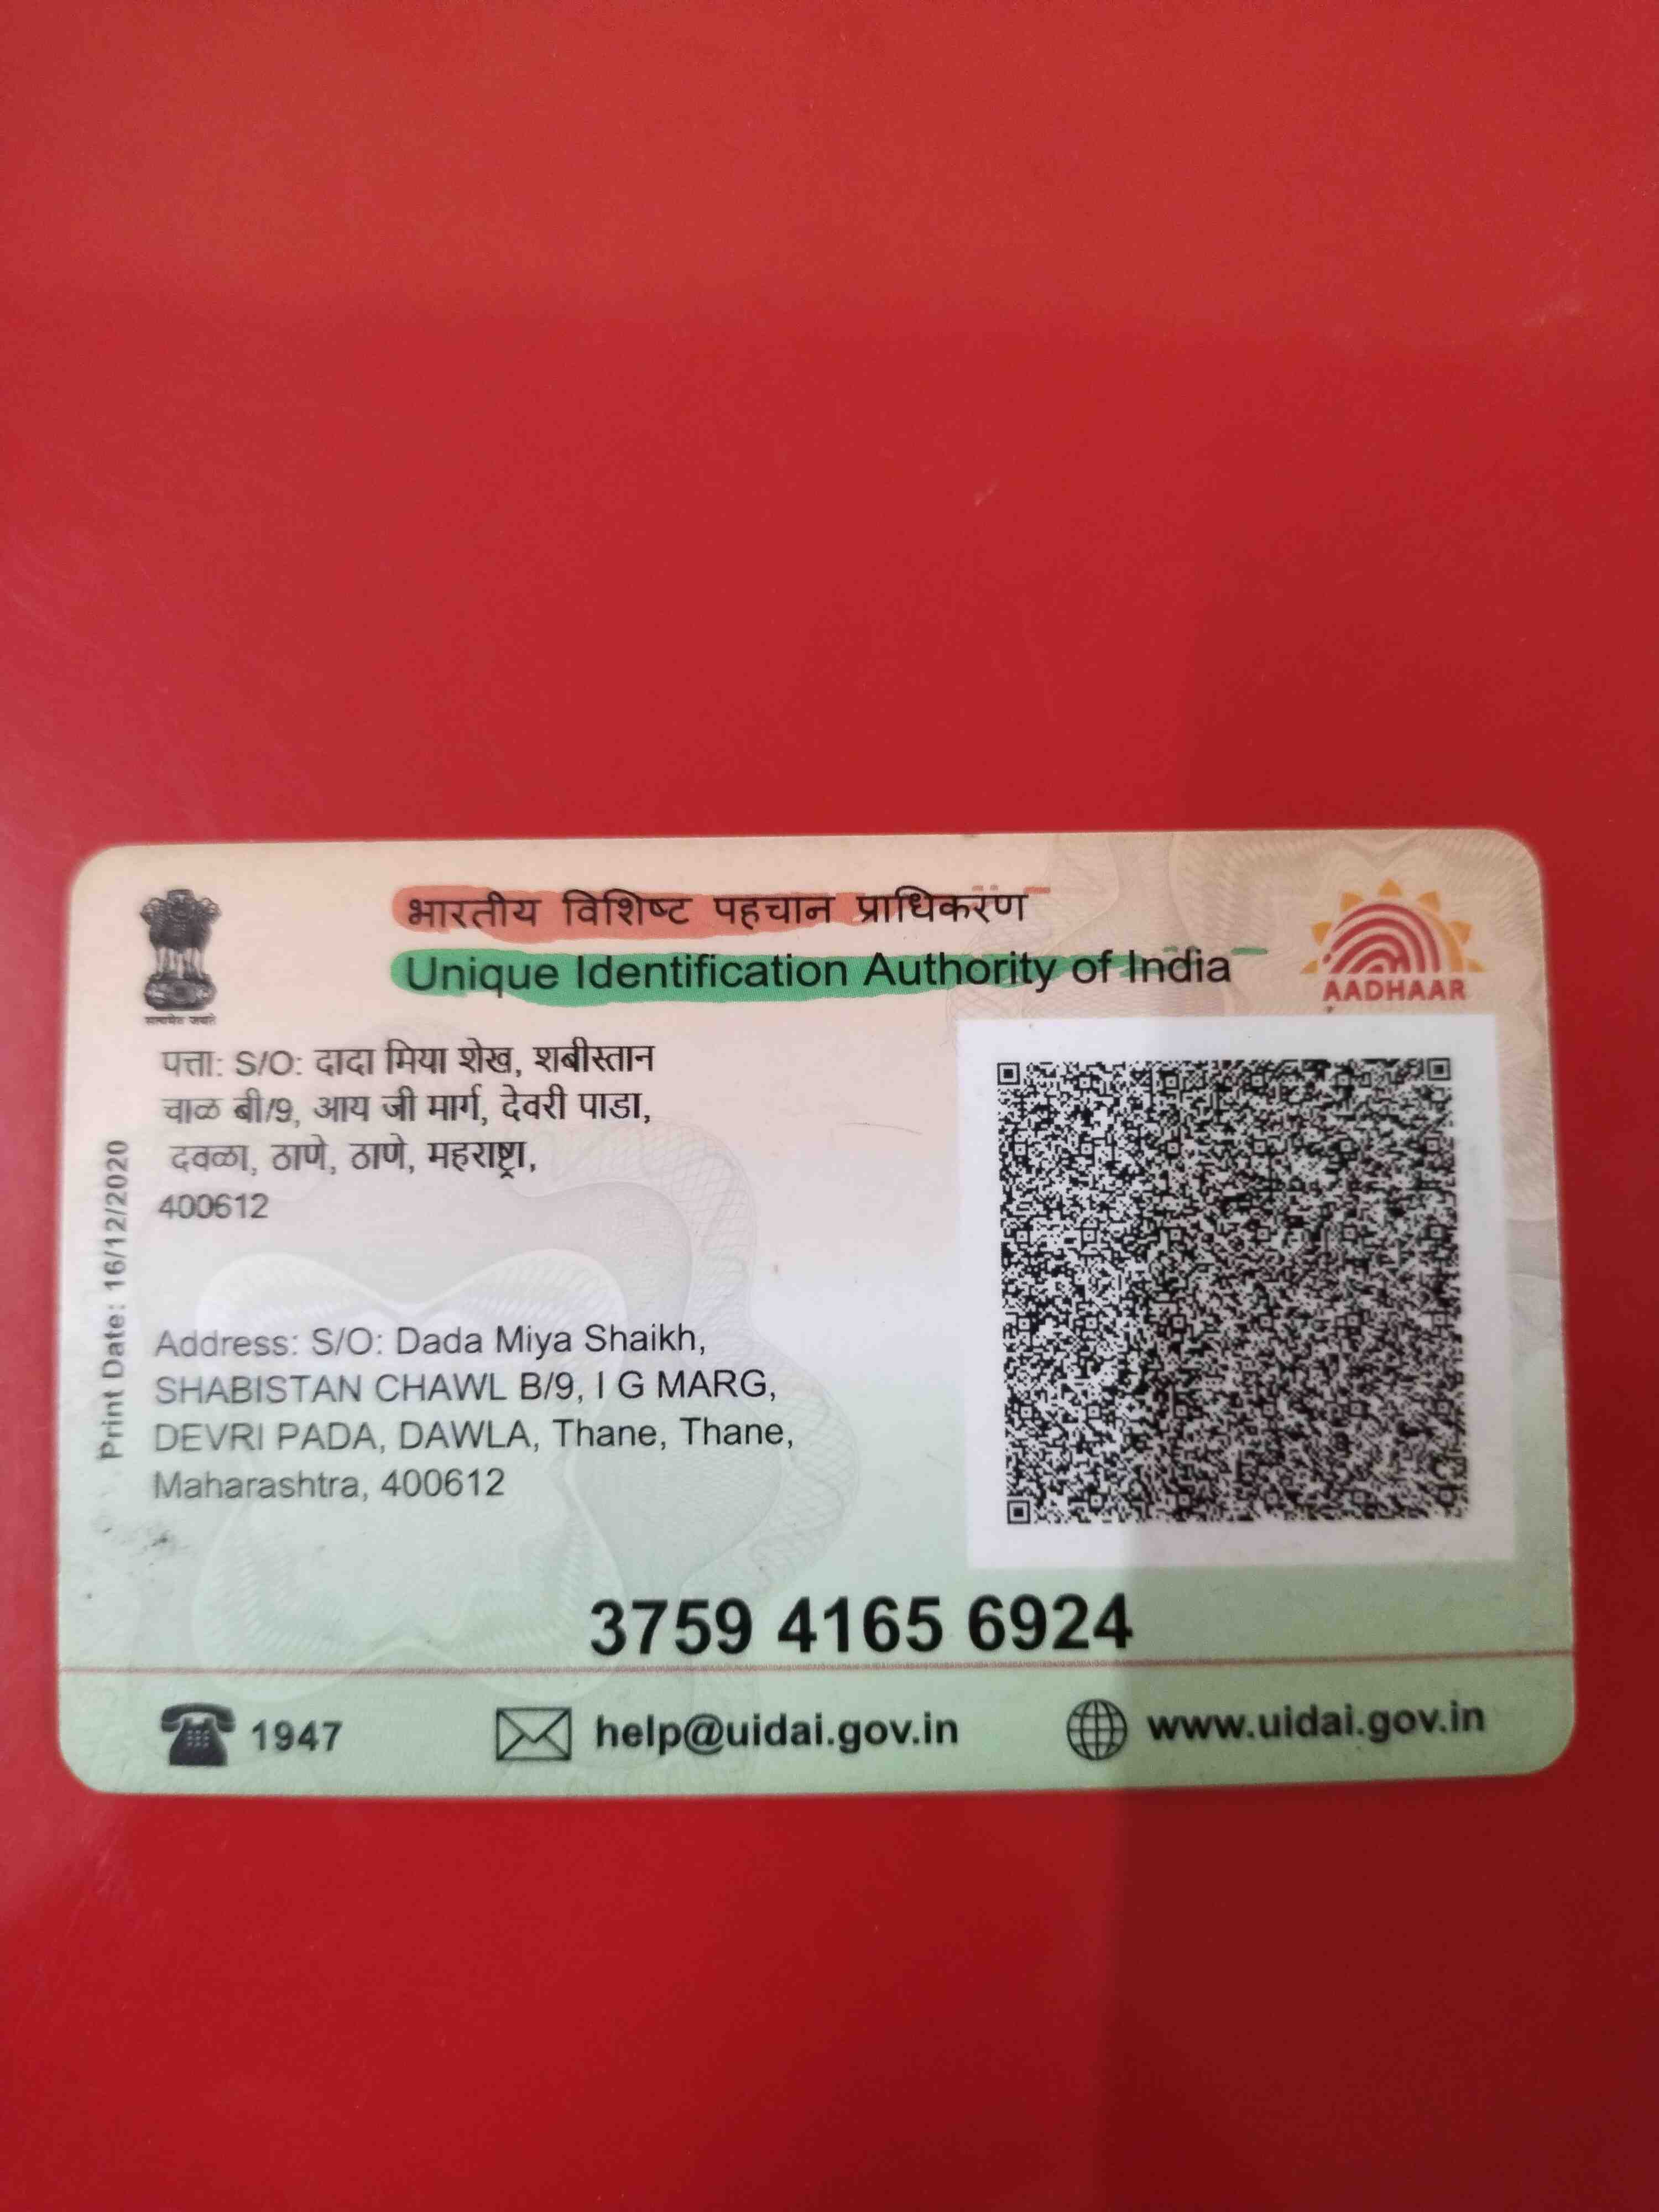 भारतीय विशिष्ट पहचान प्राधिकरण
Unique Identification Authority of India
AADHAAR
सत्यमेव जयते
पत्ता: S/O: दादा मिया शेख, शबीस्तान
चाळ बी/9, आय जी मार्ग, देवरी पाडा,
दवळा, ठाणे, ठाणे, महराष्ट्रा,
400612
Print Date: 16/12/2020
Address: S/O: Dada Miya Shaikh,
SHABISTAN CHAWL B/9, I G MARG,
DEVRI PADA, DAWLA, Thane, Thane,
Maharashtra, 400612
3759 4165 6924
1947
help@uidai.gov.in
www.uidai.gov.in